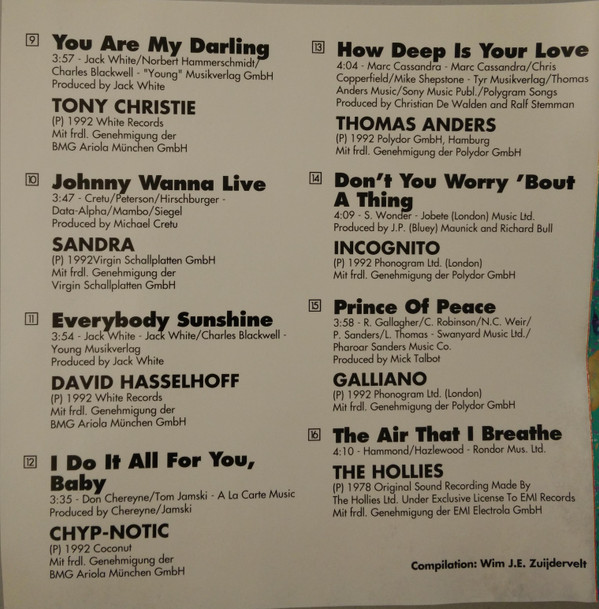 9 You Are My Darling
3:57 - Jack White/Norbert Hammerschmidt/
Charles Blackwell - "Young" Musikverlag GmbH
Produced by Jack White
TONY CHRISTIE
(P) 1992 White Records
Mit frdl. Genehmigung der
BMG Ariola München GmbH
10 Johnny Wanna Live
3:47 - Cretu/Peterson/Hirschburger -
Data-Alpha/Mambo/Siegel
Produced by Michael Cretu
SANDRA
(P) 1992Virgin Schallplatten GmbH
Mit frdl. Genehmigung der
Virgin Schallplatten GmbH
11 Everybody Sunshine
3:54 - Jack White - Jack White/Charles Blackwell -
Young Musikverlag
Produced by Jack White
DAVID HASSELHOFF
(P) 1992 White Records
Mit frdl. Genehmigung der
BMG Ariola München GmbH
12 I Do It All For You,
Baby
3:35 - Don Chereyne/Tom Jamski - A La Carte Music
Produced by Chereyne/Jamski
CHYP-NOTIC
(P) 1992 Coconut
Mit frdl. Genehmigung der
BMG Ariola München GmbH
13 How Deep Is Your Love
4:04 - Marc Cassandra - Marc Cassandra/Chris
Copperfield/Mike Shepstone - Tyr Musikverlag/Thomas
Anders Music/Sony Music Publ./Polygram Songs
Produced by Christian De Walden and Ralf Stemman
THOMAS ANDERS
(P) 1992 Polydor GmbH, Hamburg
Mit frdl. Genehmigung der Polydor GmbH
14 Don't You Worry 'Bout
A Thing
4:09 - S. Wonder - Jobete (London) Music Ltd.
Produced by J.P. (Bluey) Maunick and Richard Bull
INCOGNITO
(P) 1992 Phonogram Ltd. (London)
Mit frdl. Genehmigung der Polydor GmbH
15 Prince Of Peace
3:58 - R. Gallagher/C. Robinson/N.C. Weir/
P. Sanders/L. Thomas - Swanyard Music Ltd./
Pharoar Sanders Music Co.
Produced by Mick Talbot
GALLIANO
(P) 1992 Phonogram Ltd. (London)
Mit frdl. Genehmigung der Polydor GmbH
16 The Air That I Breathe
4:10 - Hammond/Hazlewood - Rondor Mus. Ltd.
THE HOLLIES
(P) 1978 Original Sound Recording Made By
The Hollies Ltd. Under Exclusive License To EMI Records
Mit frdl. Genehmigung der EMI Electrola GmbH
Compilation: Wim J.E. Zuijdervelt